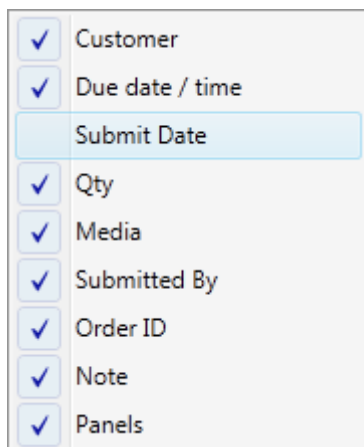 Customer
Due date / time
Submit Date
Qty
Media
Submitted By
Order ID
Note
Panels